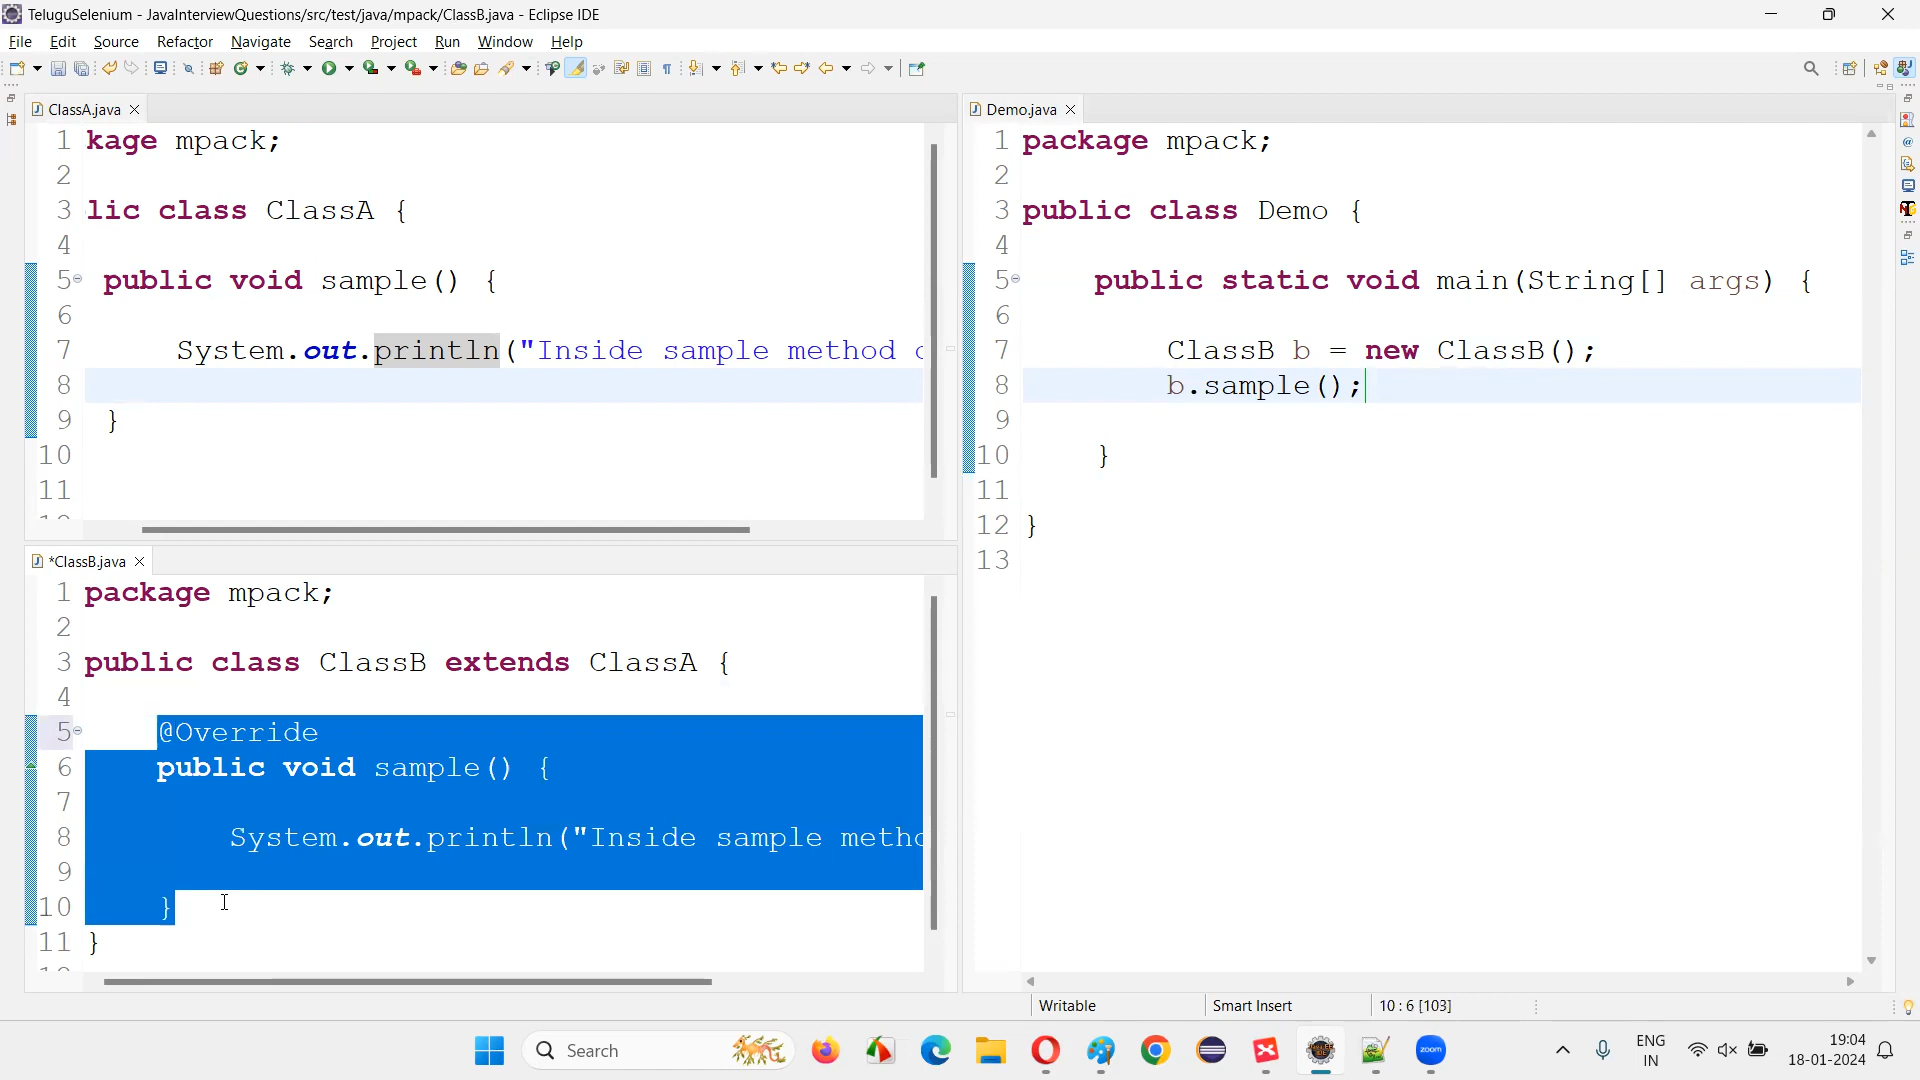 TeluguSelenium - JavaInterviewQuestions/src/test/java/mpack/ClassB.java - Eclipse IDE
File Edit Source Refactor Navigate Search Project Run Window Help
ClassA.java
1 kage mpack;
2
3 lic class ClassA {
4
5 public void sample() {
6
7 System.out.println("Inside sample method
8
9 }
10
11
*ClassB.java
1 package mpack;
2
3 public class ClassB extends ClassA {
4
5 @Override
6 public void sample() {
7
8 System.out.println("Inside sample metho
9
10 }
11 }
Demo.java
1 package mpack;
2
3 public class Demo {
4
5 public static void main(String[] args) {
6
7 ClassB b = new ClassB();
8 b.sample();
9
10 }
11
12 }
13
Writable Smart Insert 10 : 6 [103]
Search
zoom
ENG
IN
19:04
18-01-2024